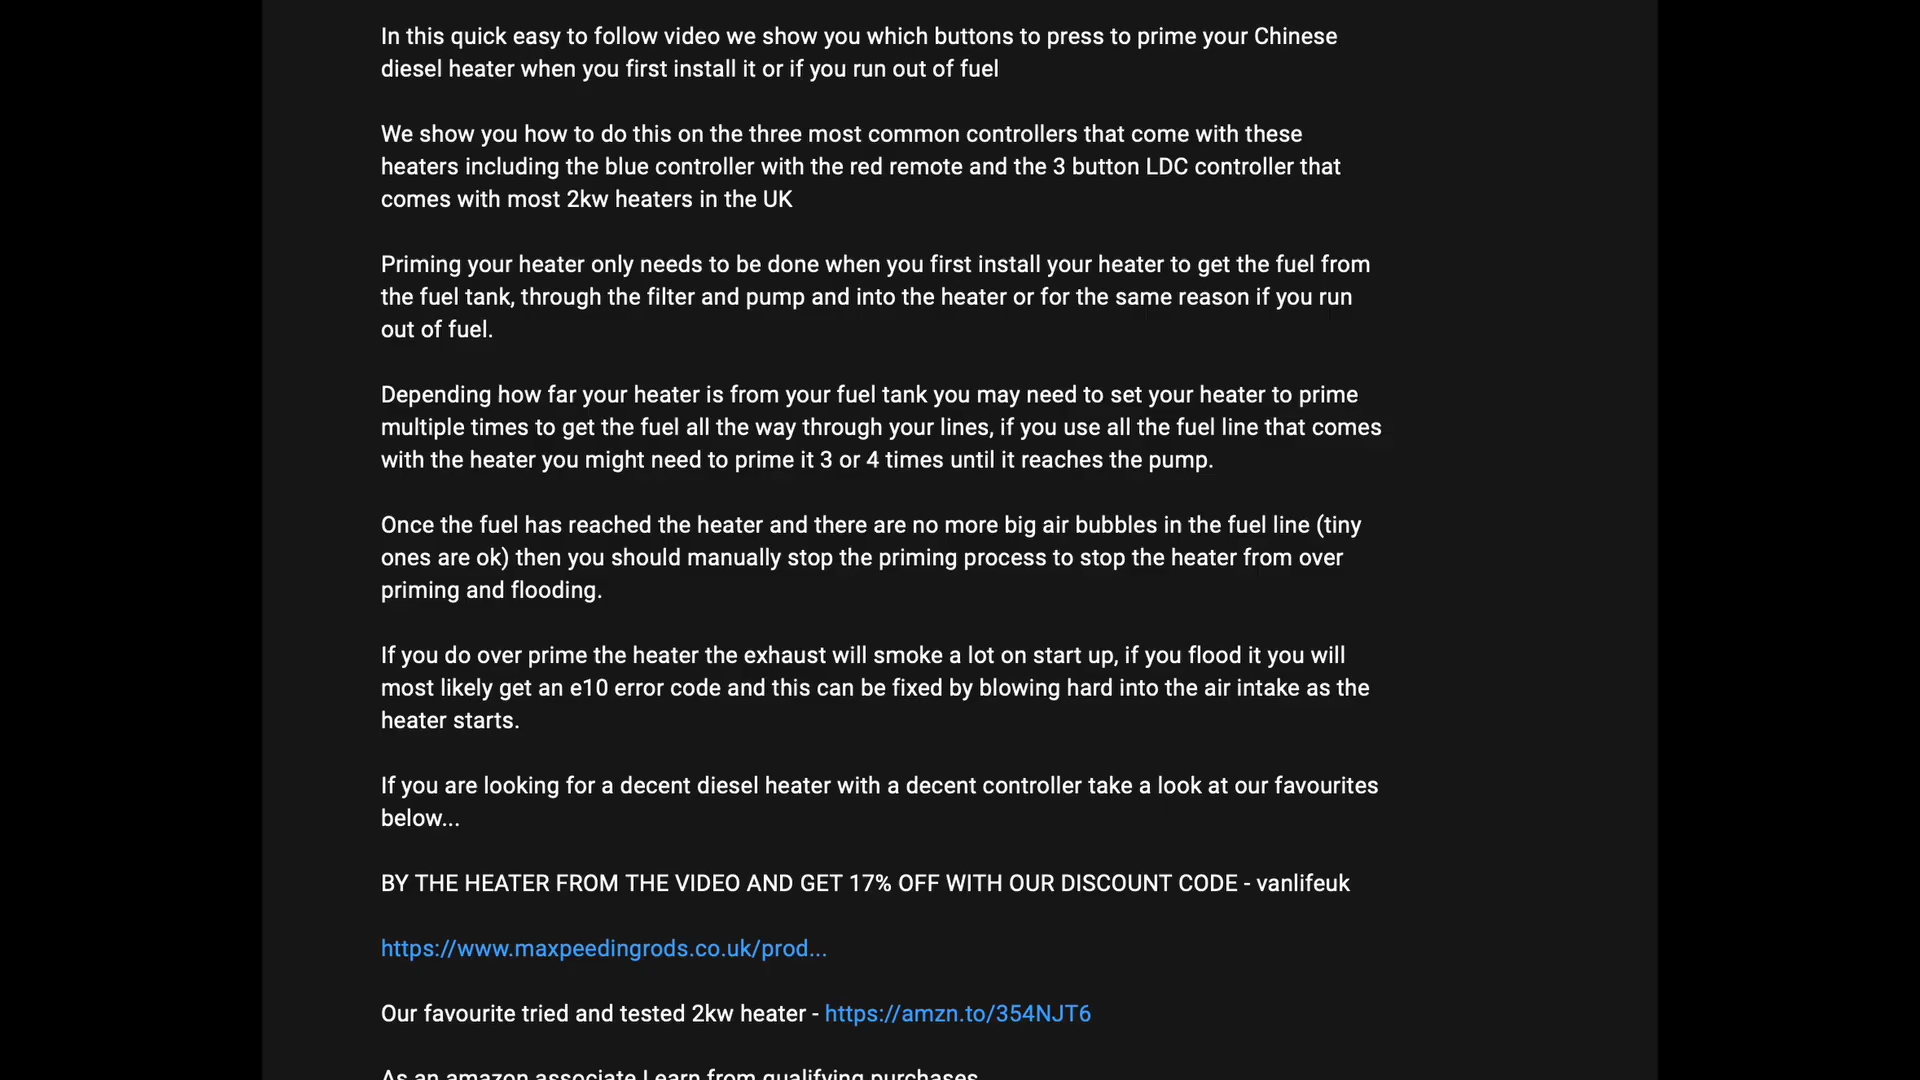 In this quick easy to follow video we show you which buttons to press to prime your Chinese
diesel heater when you first install it or if you run out of fuel
We show you how to do this on the three most common controllers that come with these
heaters including the blue controller with the red remote and the 3 button LDC controller that
comes with most 2kw heaters in the UK
Priming your heater only needs to be done when you first install your heater to get the fuel from
the fuel tank, through the filter and pump and into the heater or for the same reason if you run
out of fuel.
Depending how far your heater is from your fuel tank you may need to set your heater to prime
multiple times to get the fuel all the way through your lines, if you use all the fuel line that comes
with the heater you might need to prime it 3 or 4 times until it reaches the pump.
Once the fuel has reached the heater and there are no more big air bubbles in the fuel line (tiny
ones are ok) then you should manually stop the priming process to stop the heater from over
priming and flooding.
If you do over prime the heater the exhaust will smoke a lot on start up, if you flood it you will
most likely get an e10 error code and this can be fixed by blowing hard into the air intake as the
heater starts.
If you are looking for a decent diesel heater with a decent controller take a look at our favourites
below...
BY THE HEATER FROM THE VIDEO AND GET 17% OFF WITH OUR DISCOUNT CODE - vanlifeuk
https://www.maxpeedingrods.co.uk/prod...
Our favourite tried and tested 2kw heater - https://amzn.to/354NJT6
As an amazon associate I earn from qualifying purchases